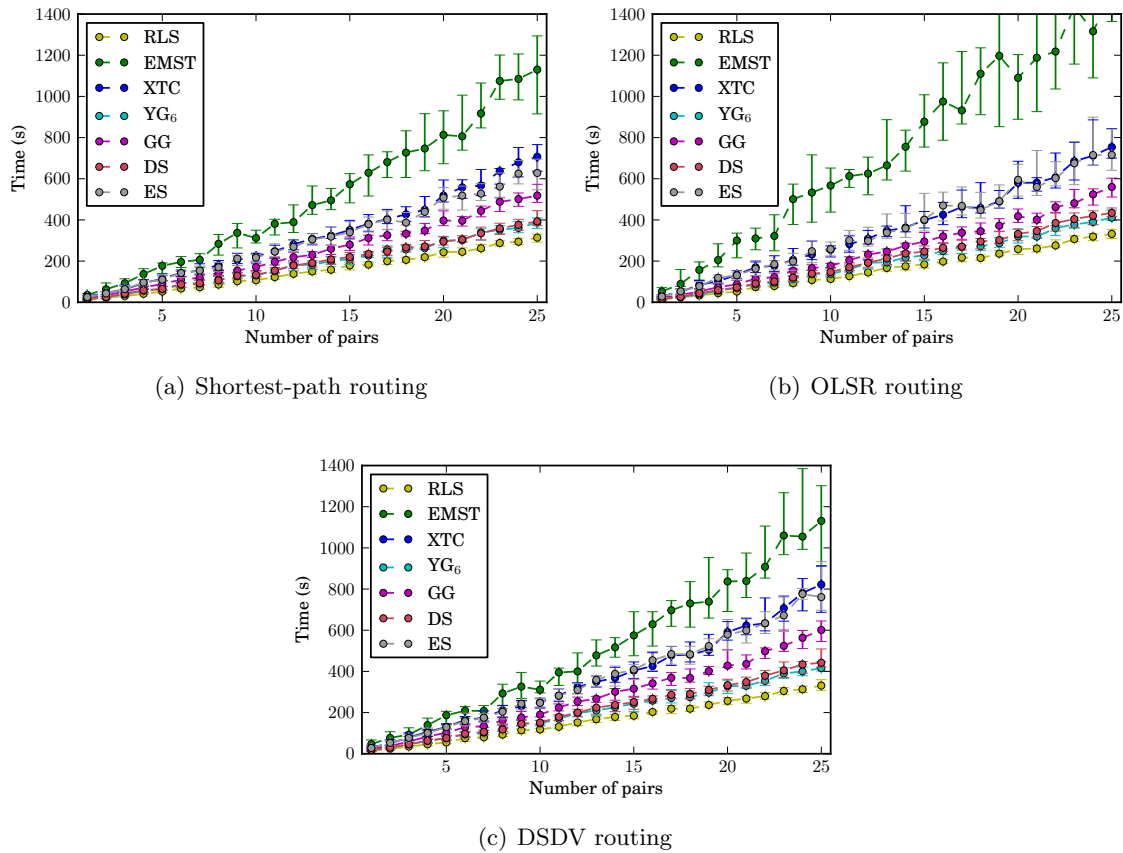 1400
1200
1000
800
600
400
200
0
Time (s)
RLS
EMST
XTC
YG₆
GG
DS
ES
5
10
15
20
25
Number of pairs
(a) Shortest-path routing
1400
1200
1000
800
600
400
200
0
Time (s)
RLS
EMST
XTC
YG₆
GG
DS
ES
5
10
15
20
25
Number of pairs
(b) OLSR routing
1400
1200
1000
800
600
400
200
0
Time (s)
RLS
EMST
XTC
YG₆
GG
DS
ES
5
10
15
20
25
Number of pairs
(c) DSDV routing